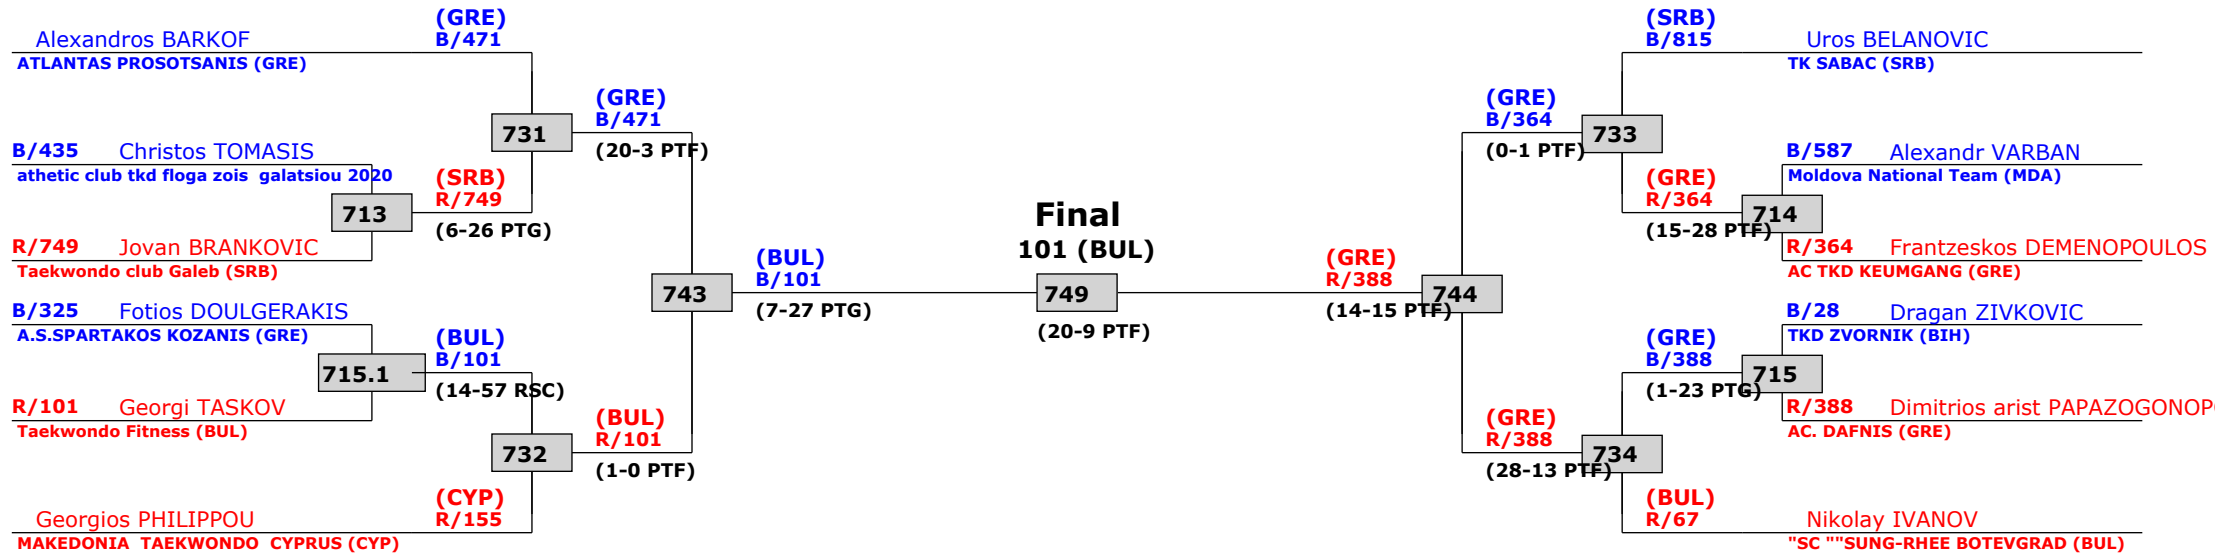 (GRE)
Alexandros BARKOF B/471
ATLANTAS PROSOTSANIS (GRE)
B/435 Christos TOMASIS
athetic club tkd floga zois galatsiou 2020
713
R/749 Jovan BRANKOVIC
Taekwondo club Galeb (SRB)
(SRB)
R/749
(6-26 PTG)
731
B/325 Fotios DOULGERAKIS
A.S.SPARTAKOS KOZANIS (GRE)
715.1
R/101 Georgi TASKOV
Taekwondo Fitness (BUL)
(BUL)
B/101
(14-57 RSC)
732
(CYP)
Georgios PHILIPPOU R/155
MAKEDONIA TAEKWONDO CYPRUS (CYP)
(GRE)
B/471
(20-3 PTF)
743
(BUL)
R/101
(1-0 PTF)
(BUL)
B/101
(7-27 PTG)
Final
101 (BUL)
749
(20-9 PTF)
(GRE)
R/388
(14-15 PTF)
744
(GRE)
B/364
(0-1 PTF)
733
(GRE)
R/388
(28-13 PTF)
734
(SRB)
B/815 Uros BELANOVIC
TK SABAC (SRB)
B/587 Alexandr VARBAN
Moldova National Team (MDA)
(GRE)
R/364
(15-28 PTF)
714
R/364 Frantzeskos DEMENOPOULOS
AC TKD KEUMGANG (GRE)
B/28 Dragan ZIVKOVIC
TKD ZVORNIK (BIH)
(GRE)
B/388
(1-23 PTG)
715
R/388 Dimitrios arist PAPAZOGONOP
AC. DAFNIS (GRE)
(BUL)
R/67 Nikolay IVANOV
"SC ""SUNG-RHEE BOTEVGRAD (BUL)